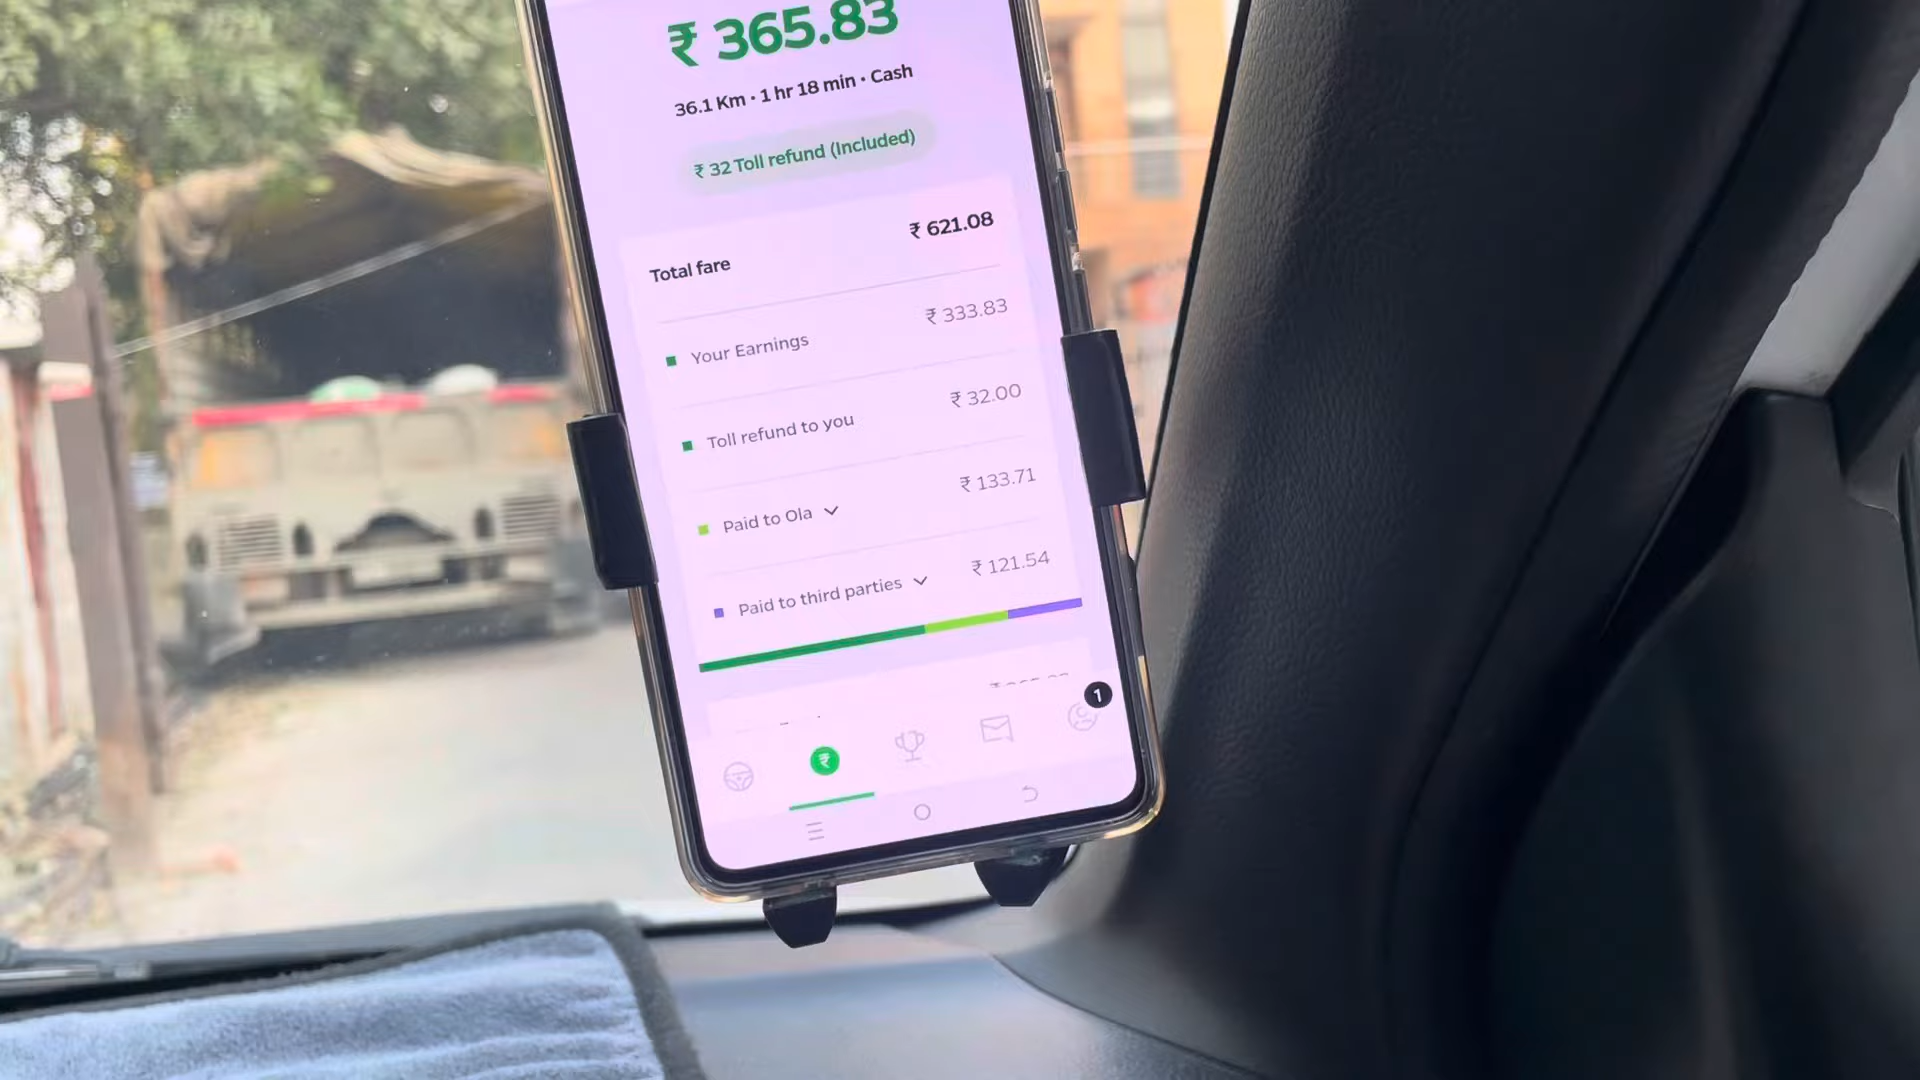 ₹ 365.83
36.1 Km • 1 hr 18 min • Cash
₹ 32 Toll refund (Included)
Total fare ₹ 621.08
Your Earnings ₹ 333.83
Toll refund to you ₹ 32.00
Paid to Ola ₹ 133.71
Paid to third parties ₹ 121.54
1